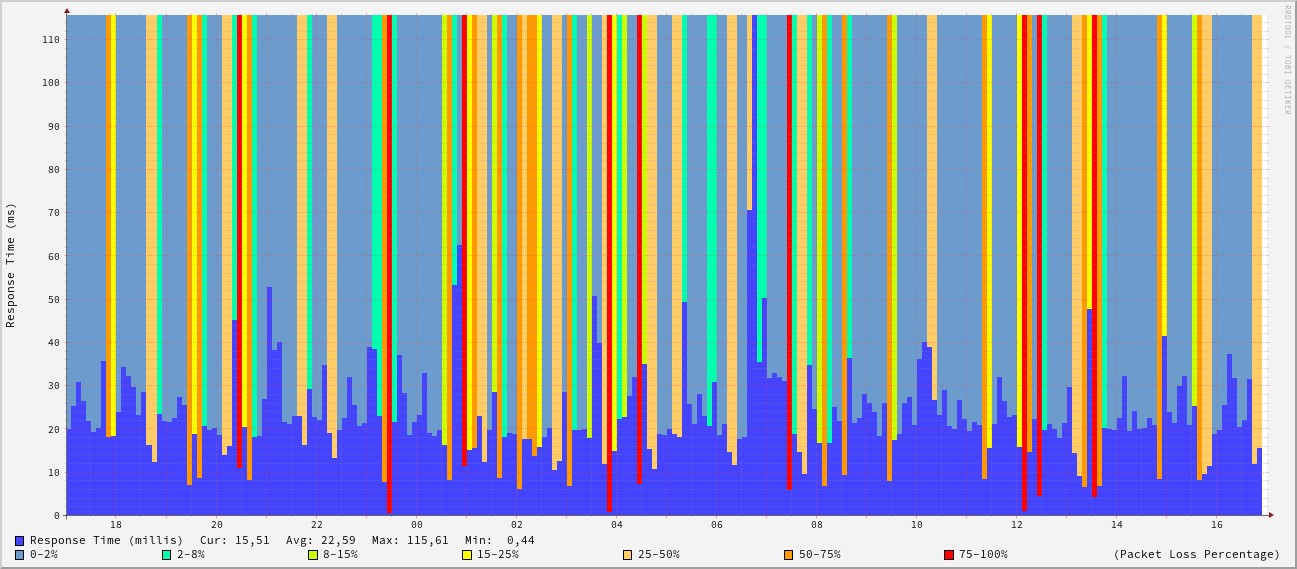 RRDTOOL / TOBI OETIKER
Response Time (ms)
110
100
90
80
70
60
50
40
30
20
10
0
18 20 22 00 02 04 06 08 10 12 14 16
Response Time (millis) Cur: 15,51 Avg: 22,59 Max: 115,61 Min: 0,44
0-2% 2-8% 8-15% 15-25% 25-50% 50-75% 75-100% (Packet Loss Percentage)